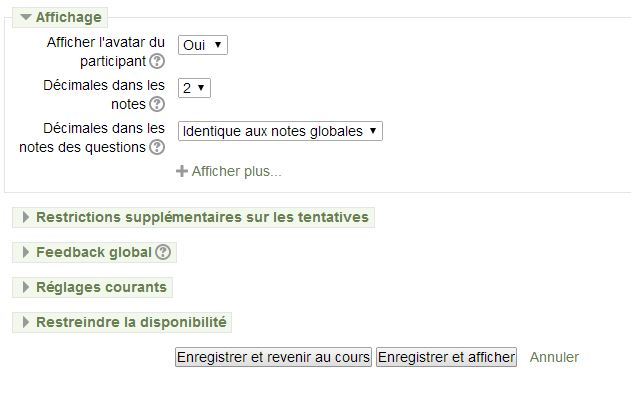 Affichage
Afficher l'avatar du
participant
Oui
Décimales dans les
notes
2
Décimales dans les
notes des questions
Identique aux notes globales
Afficher plus...
Restrictions supplémentaires sur les tentatives
Feedback global
Réglages courants
Restreindre la disponibilité
Enregistrer et revenir au cours Enregistrer et afficher Annuler